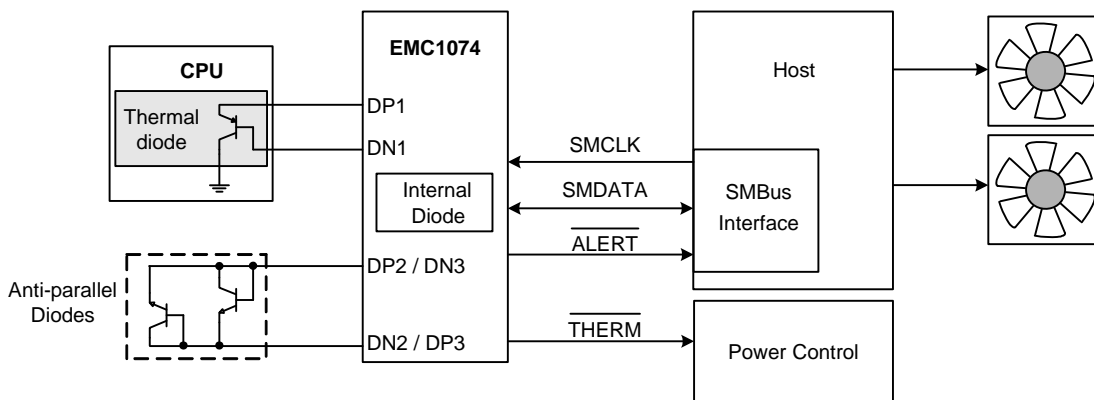 EMC1074
CPU
Thermal
diode
DP1
DN1
Internal
Diode
Host
SMCLK
SMDATA
ALERT
SMBus
Interface
Anti-parallel
Diodes
DP2 / DN3
DN2 / DP3
THERM
Power Control